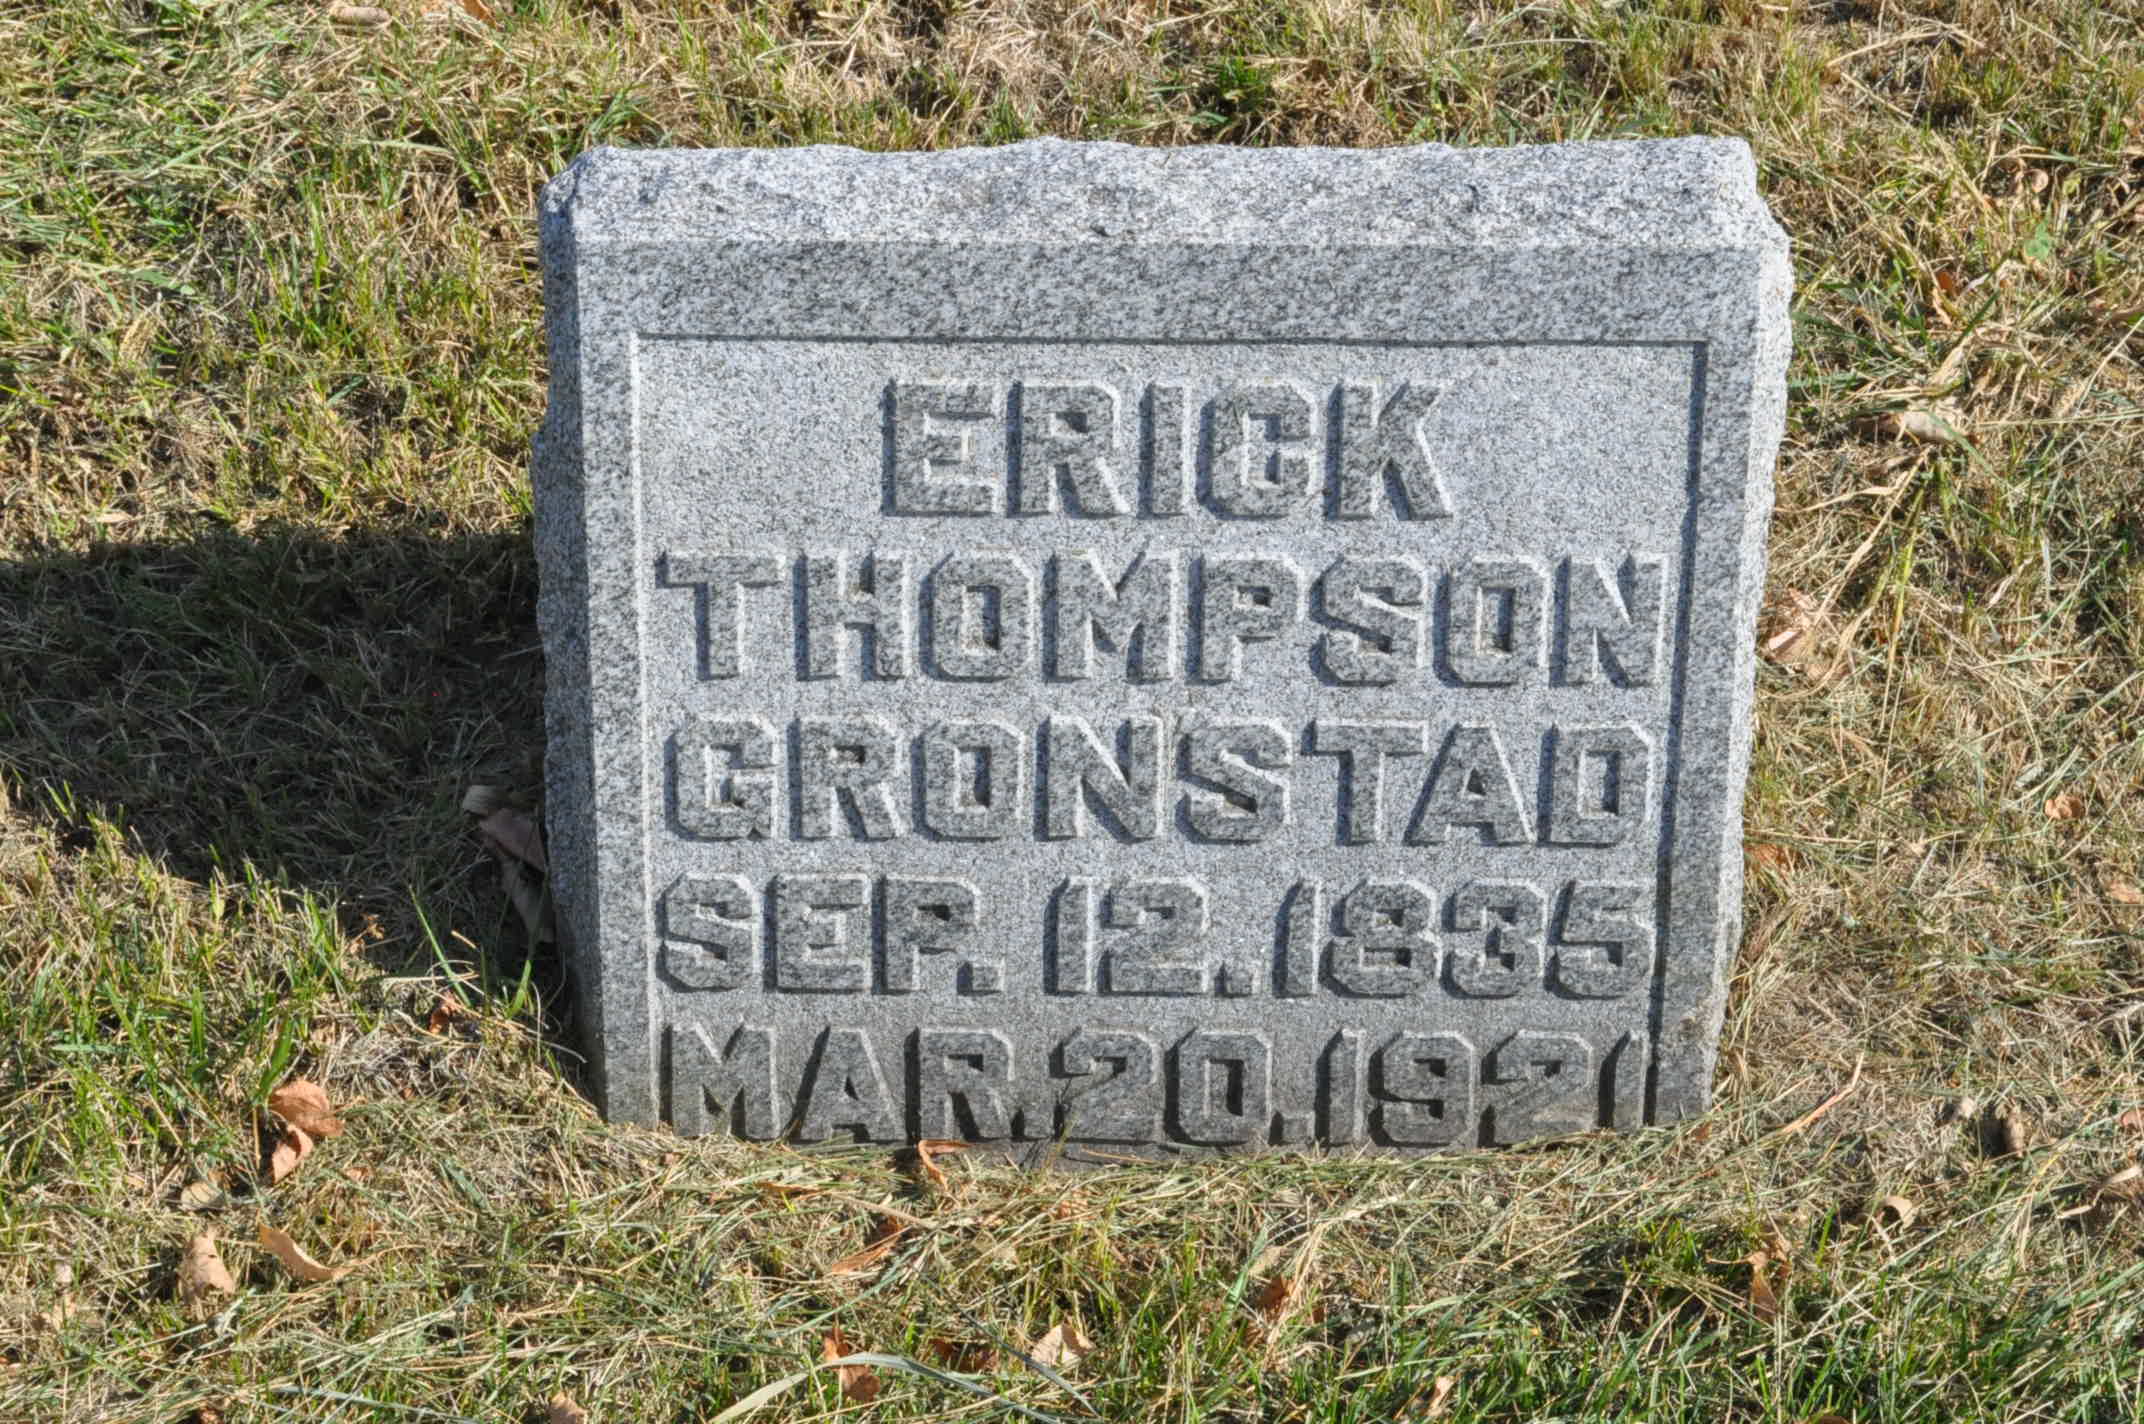 ERICK
THOMPSON
GRONSTAD
SEP. 12, 1835
MAR. 20, 1921